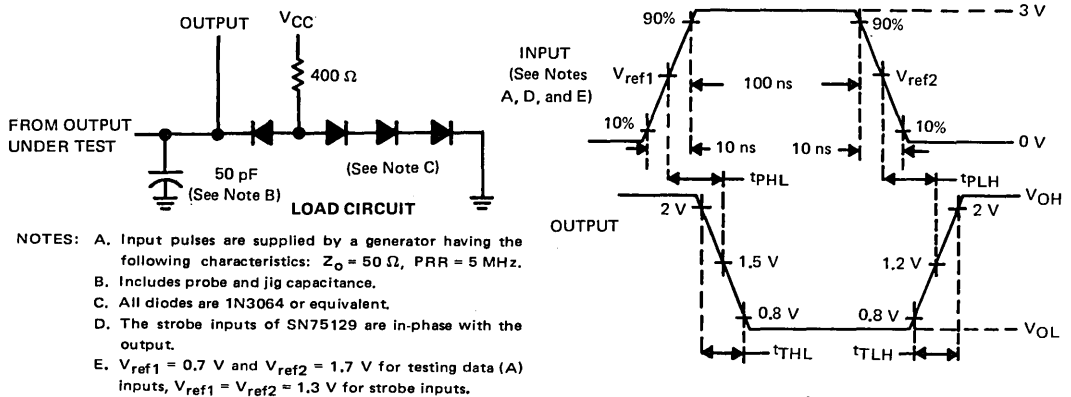 OUTPUT
VCC
400 Ω
FROM OUTPUT
UNDER TEST
50 pF
(See Note B)
(See Note C)
LOAD CIRCUIT
NOTES: A. Input pulses are supplied by a generator having the
following characteristics: Zo = 50 Ω, PRR = 5 MHz.
B. Includes probe and jig capacitance.
C. All diodes are 1N3064 or equivalent.
D. The strobe inputs of SN75129 are in-phase with the
output.
E. Vref1 = 0.7 V and Vref2 = 1.7 V for testing data (A)
inputs, Vref1 = Vref2 = 1.3 V for strobe inputs.
INPUT
(See Notes
A, D, and E)
90%
90%
3 V
Vref1
100 ns
Vref2
10%
10%
0 V
10 ns
10 ns
tPHL
tPLH
OUTPUT
2 V
2 V
VOH
1.5 V
1.2 V
0.8 V
0.8 V
VOL
tTHL
tTLH